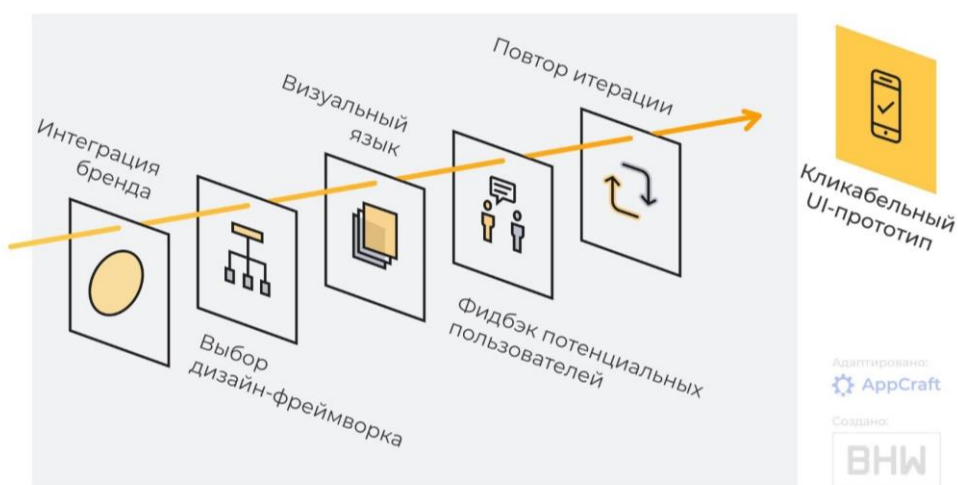 Интеграция
бренда
Выбор
дизайн-фреймворка
Визуальный
язык
Фидбэк потенциальных
пользователей
Повтор итерации
Кликабельный
UI-прототип
Адаптировано:
AppCraft
Создано:
BHW